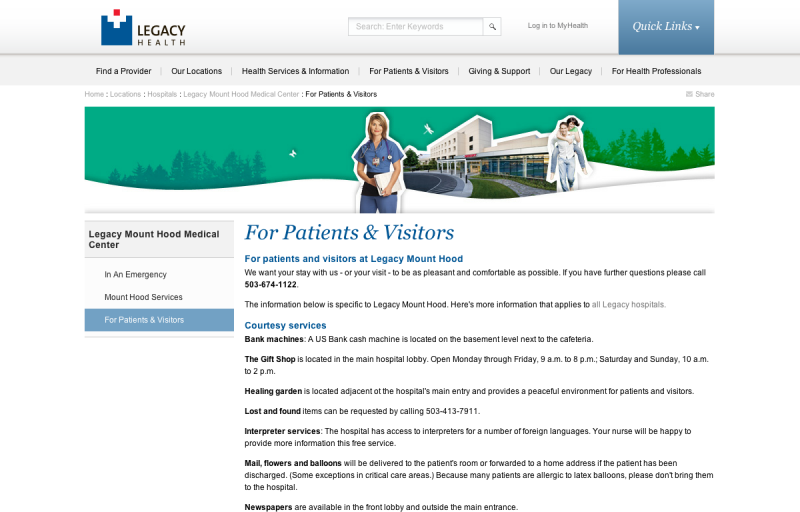 LEGACY
HEALTH
Search: Enter Keywords
Log in to MyHealth
Quick Links
Find a Provider
Our Locations
Health Services & Information
For Patients & Visitors
Giving & Support
Our Legacy
For Health Professionals
Home : Locations : Hospitals : Legacy Mount Hood Medical Center : For Patients & Visitors
Share
Legacy Mount Hood Medical
Center
In An Emergency
Mount Hood Services
For Patients & Visitors
For Patients & Visitors
For patients and visitors at Legacy Mount Hood
We want your stay with us - or your visit - to be as pleasant and comfortable as possible. If you have further questions please call
503-674-1122.
The information below is specific to Legacy Mount Hood. Here's more information that applies to all Legacy hospitals.
Courtesy services
Bank machines: A US Bank cash machine is located on the basement level next to the cafeteria.
The Gift Shop is located in the main hospital lobby. Open Monday through Friday, 9 a.m. to 8 p.m.; Saturday and Sunday, 10 a.m.
to 2 p.m.
Healing garden is located adjacent ot the hospital's main entry and provides a peaceful environment for patients and visitors.
Lost and found items can be requested by calling 503-413-7911.
Interpreter services: The hospital has access to interpreters for a number of foreign languages. Your nurse will be happy to
provide more information this free service.
Mail, flowers and balloons will be delivered to the patient's room or forwarded to a home address if the patient has been
discharged. (Some exceptions in critical care areas.) Because many patients are allergic to latex balloons, please don't bring them
to the hospital.
Newspapers are available in the front lobby and outside the main entrance.